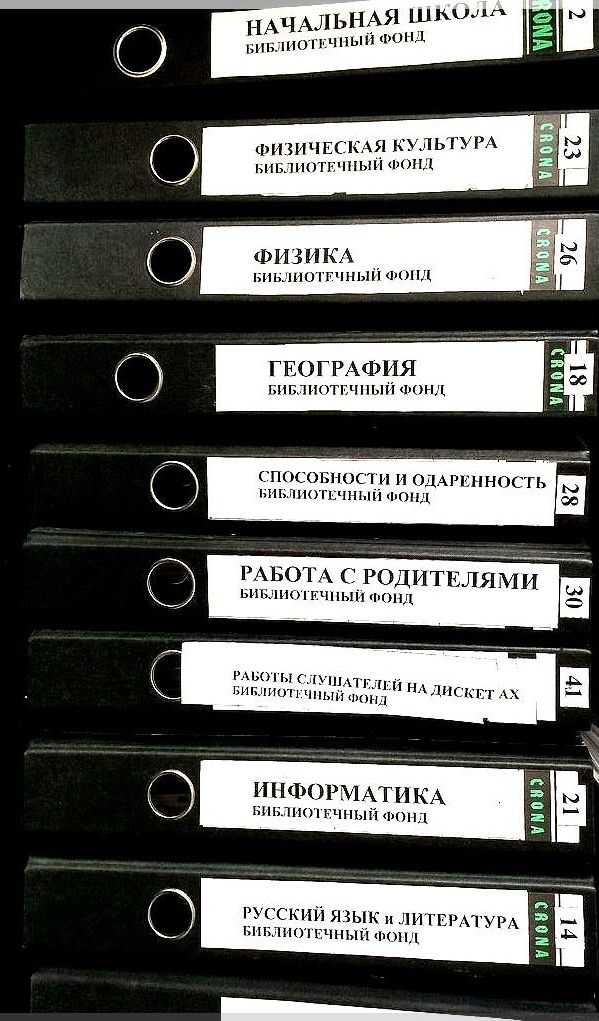 НАЧАЛЬНАЯ ШКОЛА
БИБЛИОТЕЧНЫЙ ФОНД
CRONA
2
ФИЗИЧЕСКАЯ КУЛЬТУРА
БИБЛИОТЕЧНЫЙ ФОНД
CRONA
23
ФИЗИКА
БИБЛИОТЕЧНЫЙ ФОНД
CRONA
26
ГЕОГРАФИЯ
БИБЛИОТЕЧНЫЙ ФОНД
CRONA
18
СПОСОБНОСТИ И ОДАРЕННОСТЬ
БИБЛИОТЕЧНЫЙ ФОНД
28
РАБОТА С РОДИТЕЛЯМИ
БИБЛИОТЕЧНЫЙ ФОНД
30
РАБОТЫ СЛУШАТЕЛЕЙ НА ДИСКЕТ АХ
БИБЛИОТЕЧНЫЙ ФОНД
41
ИНФОРМАТИКА
БИБЛИОТЕЧНЫЙ ФОНД
CRONA
21
РУССКИЙ ЯЗЫК и ЛИТЕРАТУРА
БИБЛИОТЕЧНЫЙ ФОНД
CRONA
14